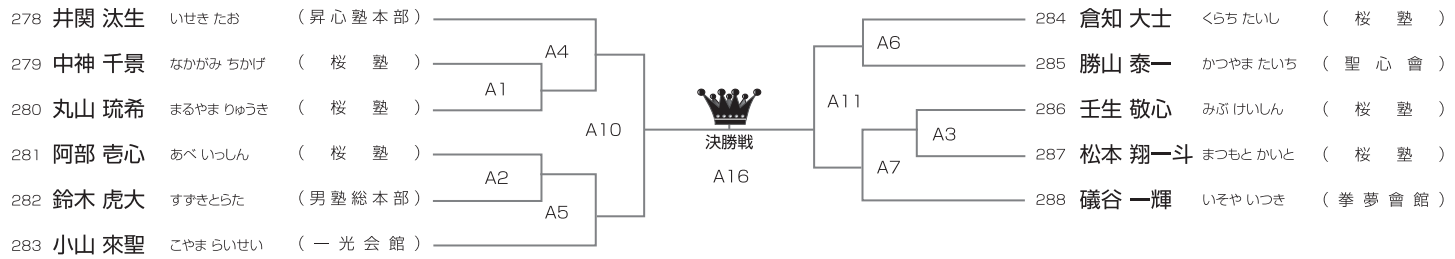 278 井関 汰生 いせき たお （昇心塾本部）
279 中神 千景 なかがみ ちかげ （桜塾）
280 丸山 琉希 まるやま りゅうき （桜塾）
281 阿部 壱心 あべ いっしん （桜塾）
282 鈴木 虎大 すずきとらた （男塾総本部）
283 小山 來聖 こやま らいせい （一光会館）
A4
A1
A10
A2
A5
決勝戦
A16
A6
A11
A3
A7
284 倉知 大士 くらち たいし （桜塾）
285 勝山 泰一 かつやま たいち （聖心會）
286 壬生 敬心 みぶ けいしん （桜塾）
287 松本 翔一斗 まつもと かいと （桜塾）
288 礒谷 一輝 いそや いつき （拳夢會館）